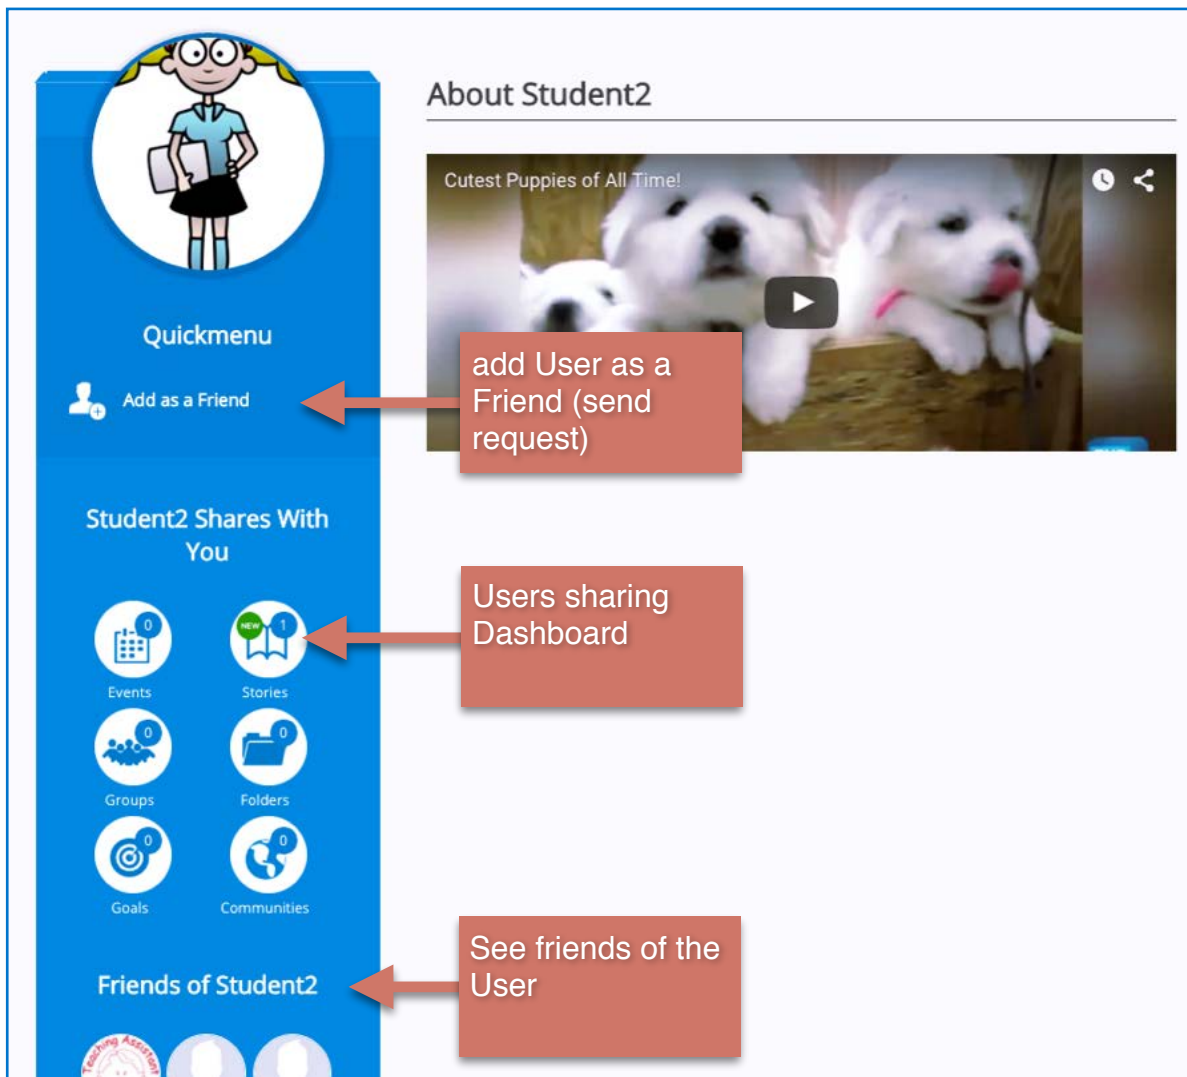 About Student2
Cutest Puppies of All Time!
Quickmenu
Add as a Friend
add User as a
Friend (send
request)
Student2 Shares With
You
0
NEW
1
Events
Stories
Users sharing
Dashboard
0
0
Groups
Folders
0
0
Goals
Communities
Friends of Student2
See friends of the
User
Teaching Assistant